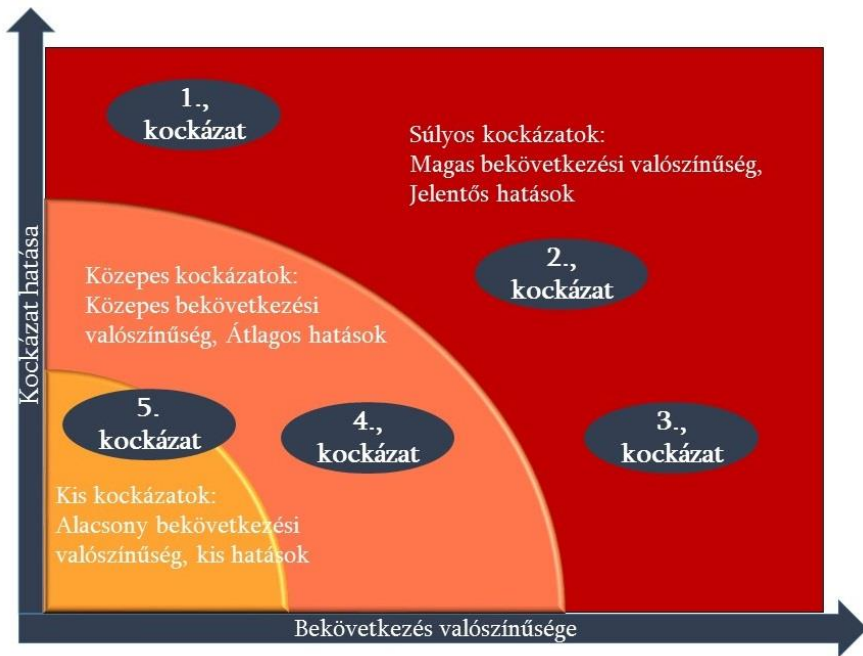 1.,
kockázat
Súlyos kockázatok:
Magas bekövetkezési valószínűség,
Jelentős hatások
2.,
kockázat
Közepes kockázatok:
Közepes bekövetkezési
valószínűség, Átlagos hatások
5.
kockázat
4.,
kockázat
3.,
kockázat
Kis kockázatok:
Alacsony bekövetkezési
valószínűség, kis hatások
Kockázat hatása
Bekövetkezés valószínűsége